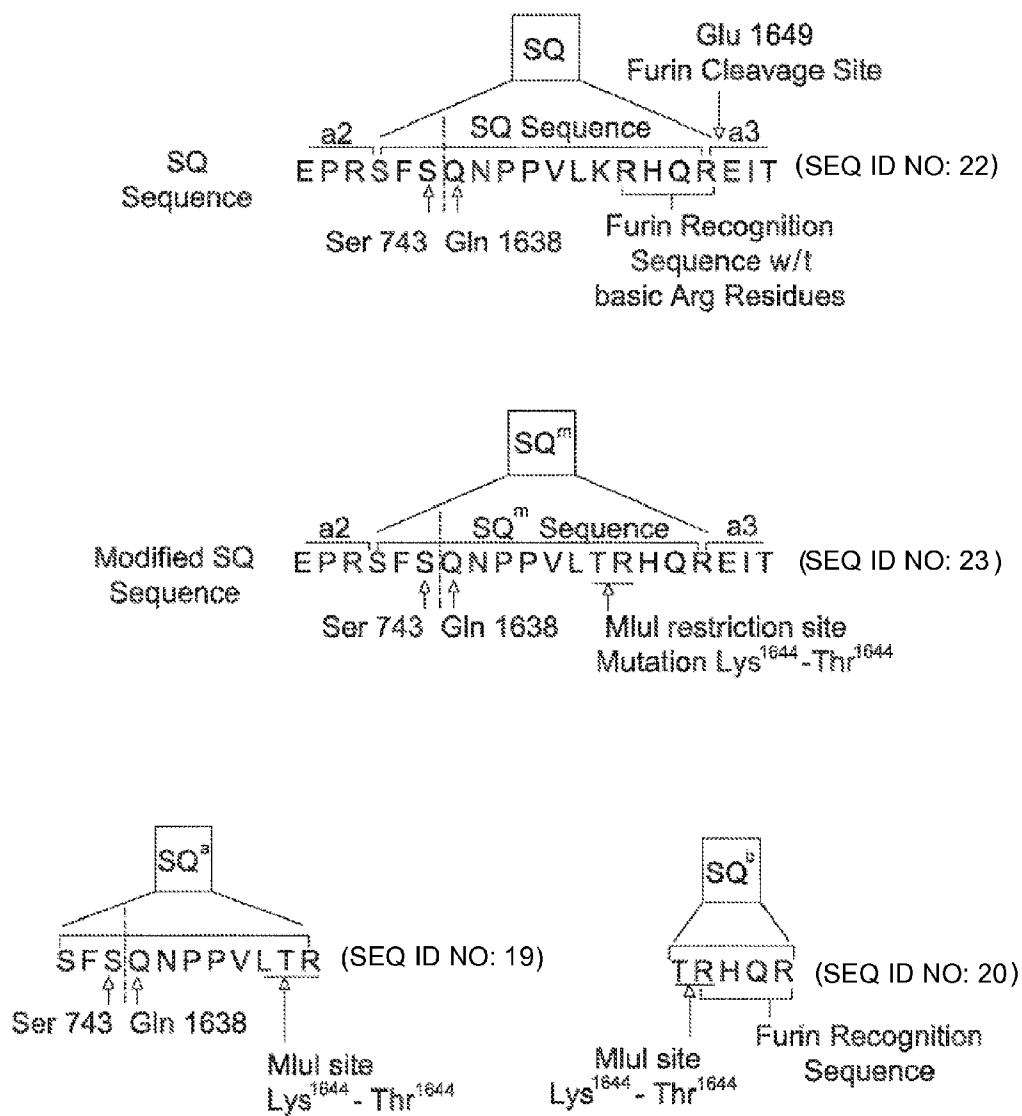 SQ
Glu 1649
Furin Cleavage Site
a2 SQ Sequence a3
SQ
Sequence
EPRSFSQNPPVLKRHQREIT (SEQ ID NO: 22)
Ser 743 Gln 1638
Furin Recognition
Sequence w/t
basic Arg Residues
SQᵐ
a2 SQᵐ Sequence a3
Modified SQ
Sequence
EPRSFSQNPPVLTRHQREIT (SEQ ID NO: 23)
Ser 743 Gln 1638
MluI restriction site
Mutation Lys¹⁶⁴⁴-Thr¹⁶⁴⁴
SQᵃ
SFSQNPPVLTR (SEQ ID NO: 19)
Ser 743 Gln 1638
MluI site
Lys¹⁶⁴⁴- Thr¹⁶⁴⁴
SQᵇ
TRHQR (SEQ ID NO: 20)
MluI site
Lys¹⁶⁴⁴- Thr¹⁶⁴⁴
Furin Recognition
Sequence